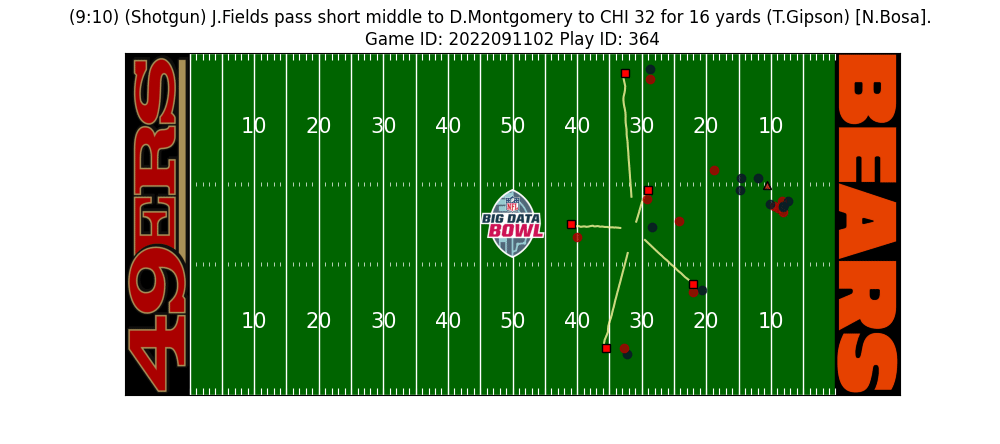 (9:10) (Shotgun) J.Fields pass short middle to D.Montgomery to CHI 32 for 16 yards (T.Gipson) [N.Bosa].
Game ID: 2022091102 Play ID: 364
49ERS
10 20 30 40 50 40 30 20 10
NFL
BIG DATA
BOWL
10 20 30 40 50 40 30 20 10
BEARS